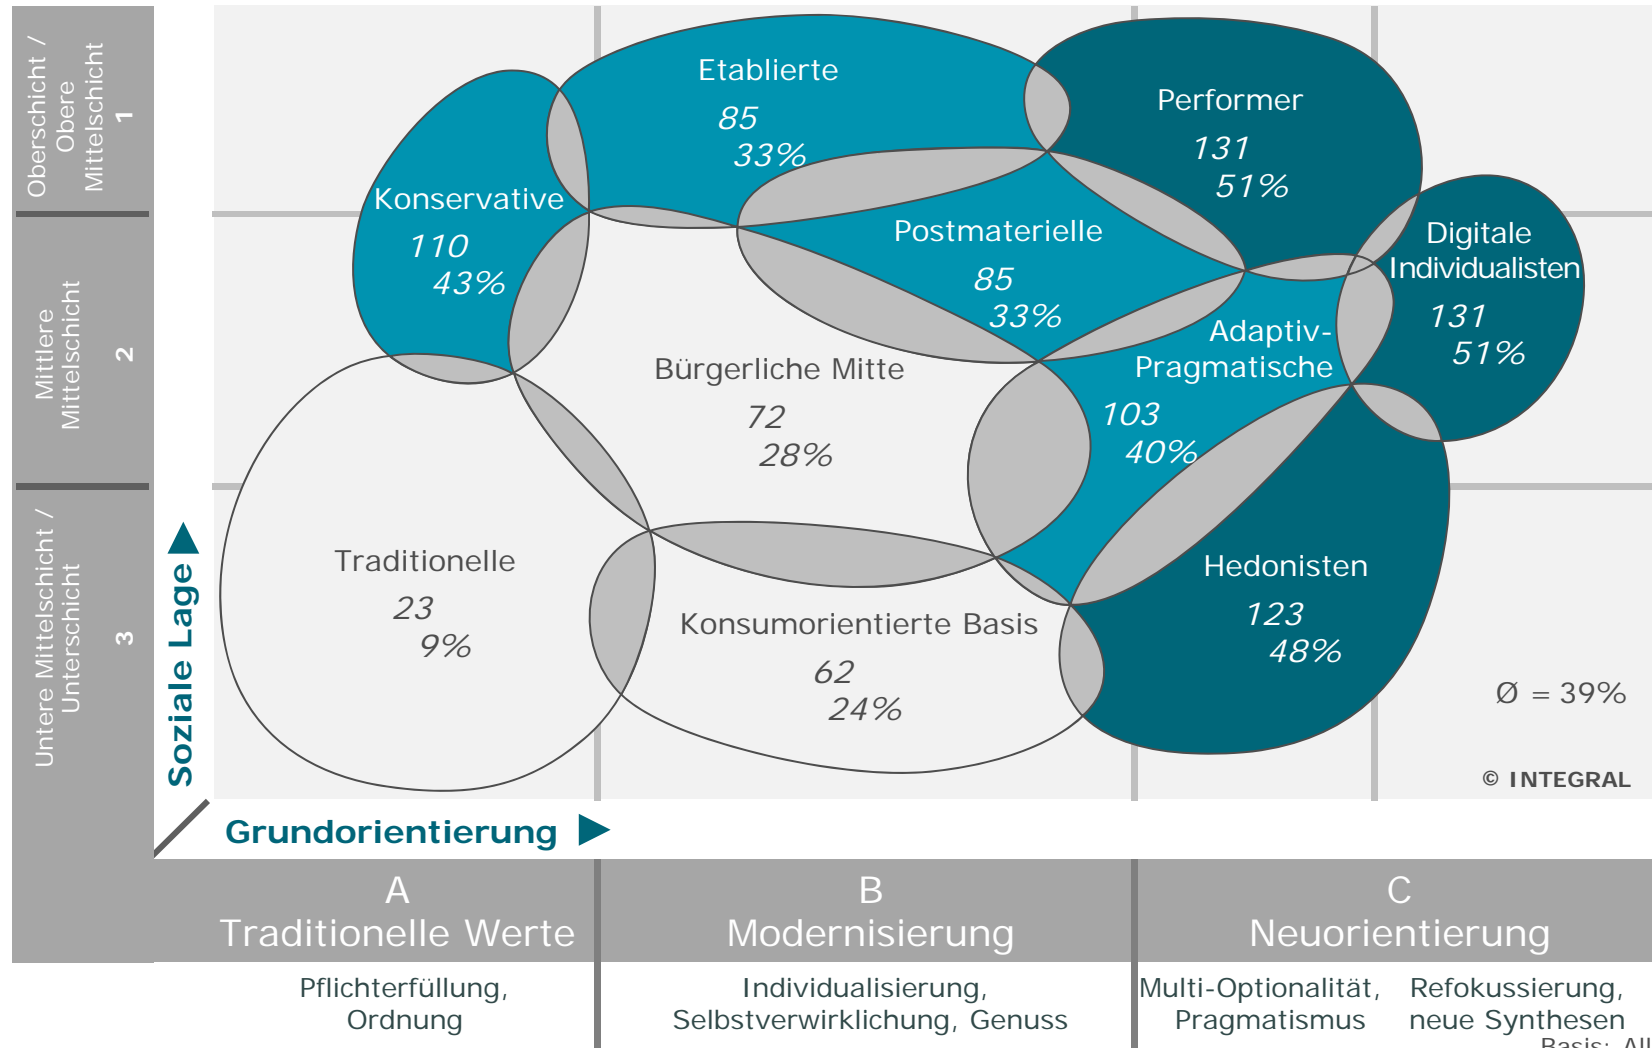 Oberschicht /
Obere
Mittelschicht
1
Mittlere
Mittelschicht
2
Untere Mittelschicht /
Unterschicht
3
Soziale Lage
Etablierte
85
33%
Performer
131
51%
Konservative
110
43%
Postmaterielle
85
33%
Digitale
Individualisten
131
51%
Adaptiv-
Pragmatische
103
40%
Bürgerliche Mitte
72
28%
Traditionelle
23
9%
Konsumorientierte Basis
62
24%
Hedonisten
123
48%
Ø = 39%
© INTEGRAL
Grundorientierung
A
Traditionelle Werte
B
Modernisierung
C
Neuorientierung
Pflichterfüllung,
Ordnung
Individualisierung,
Selbstverwirklichung, Genuss
Multi-Optionalität,
Pragmatismus
Refokussierung,
neue Synthesen
Basis: